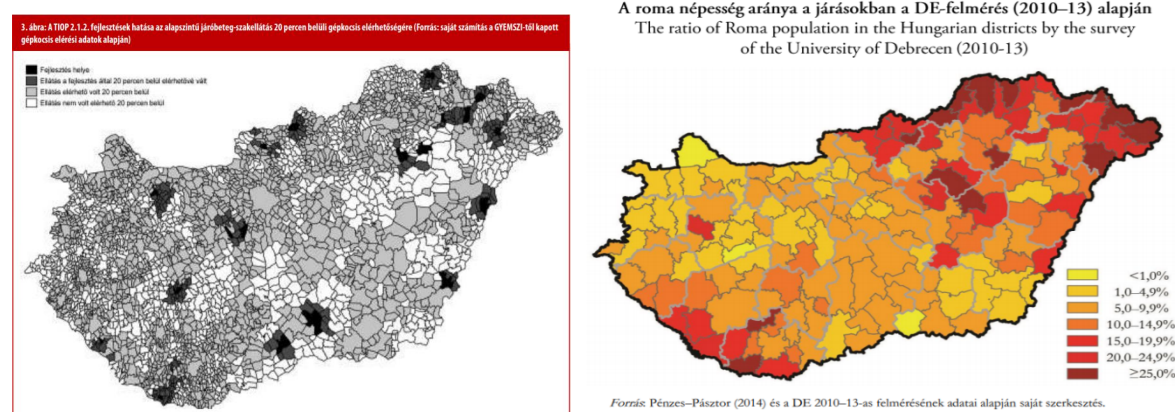 3. ábra: A TIOP 2.1.2. fejlesztések hatása az alapszintű járóbeteg-szakellátás 20 percen belüli gépkocsis elérhetőségére (Forrás: saját számítás a GYEMSZI-től kapott
gépkocsis elérési adatok alapján)
Fejlesztés helye
Ellátás a fejlesztés által 20 percen belül elérhetővé vált
Ellátás elérhető volt 20 percen belül
Ellátás nem volt elérhető 20 percen belül
A roma népesség aránya a járásokban a DE-felmérés (2010–13) alapján
The ratio of Roma population in the Hungarian districts by the survey
of the University of Debrecen (2010-13)
<1,0%
1,0–4,9%
5,0–9,9%
10,0–14,9%
15,0–19,9%
20,0–24,9%
≥25,0%
Forrás: Pénzes–Pásztor (2014) és a DE 2010–13-as felmérésének adatai alapján saját szerkesztés.